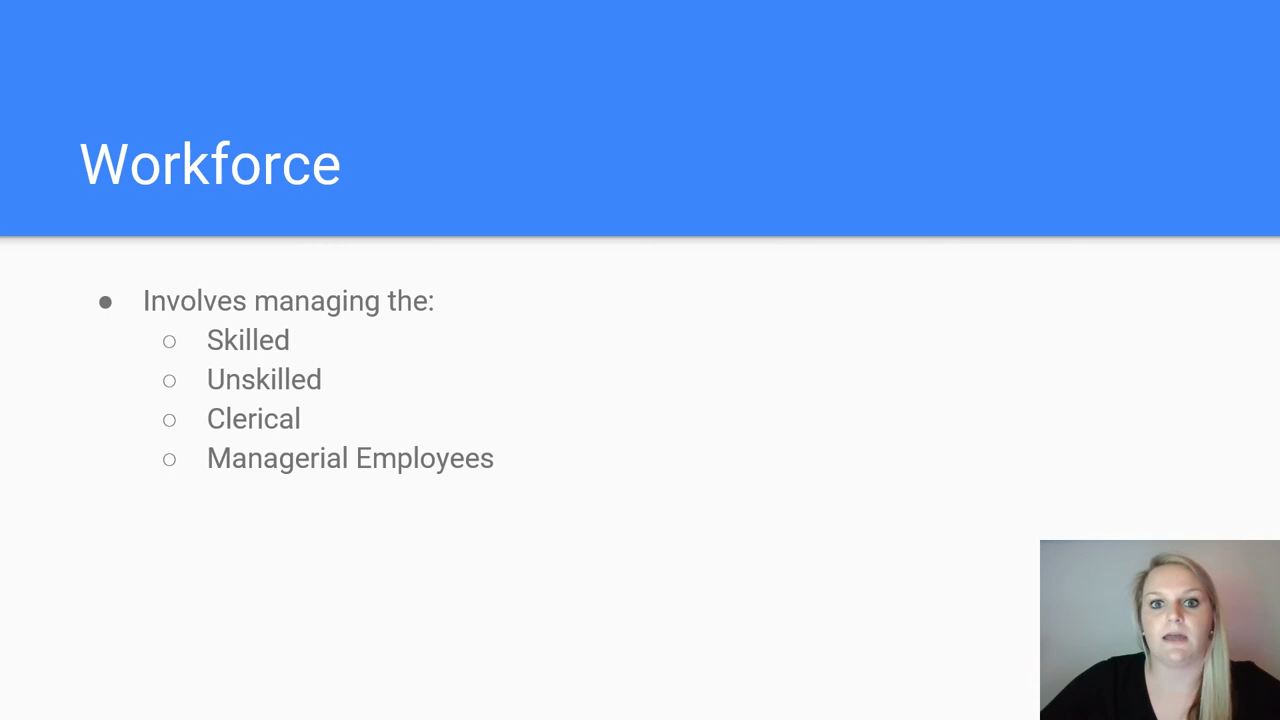 Workforce
● Involves managing the:
○ Skilled
○ Unskilled
○ Clerical
○ Managerial Employees